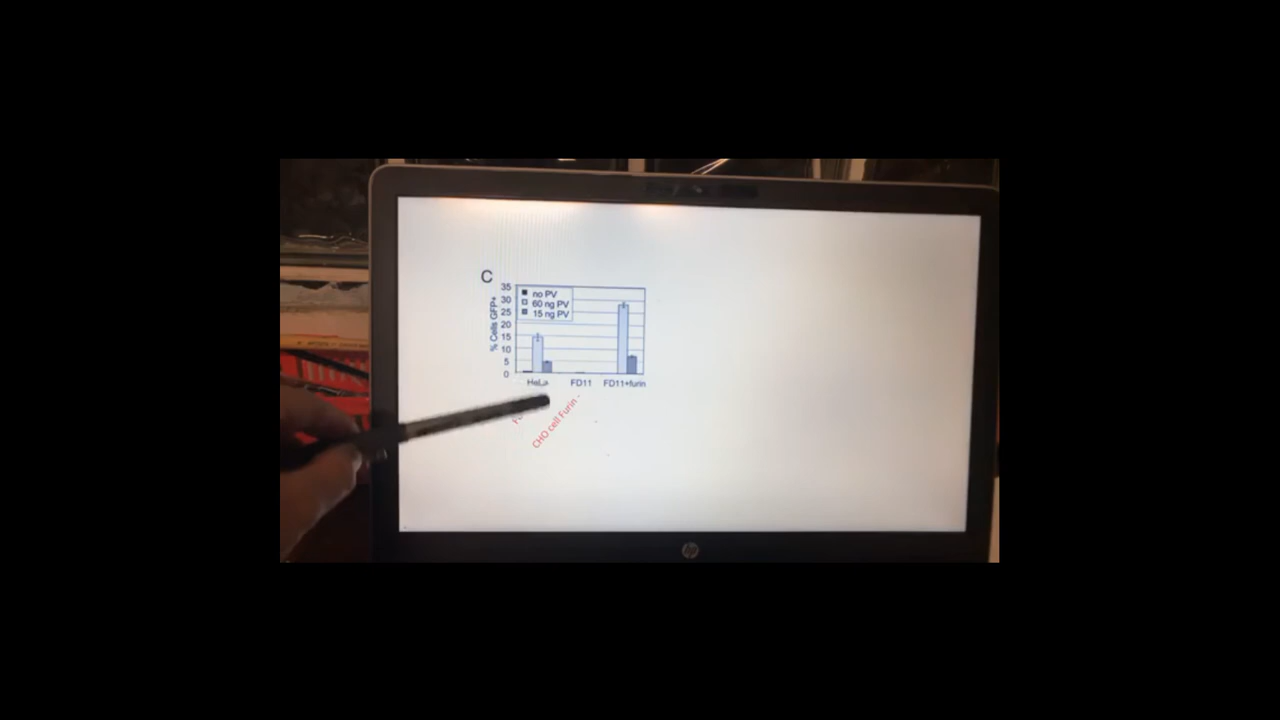 C
% Cells GFP+
35
30
25
20
15
10
5
0
no PV
60 ng PV
15 ng PV
HeLa
FD11
FD11+furin
CHO cell Furin -
hp